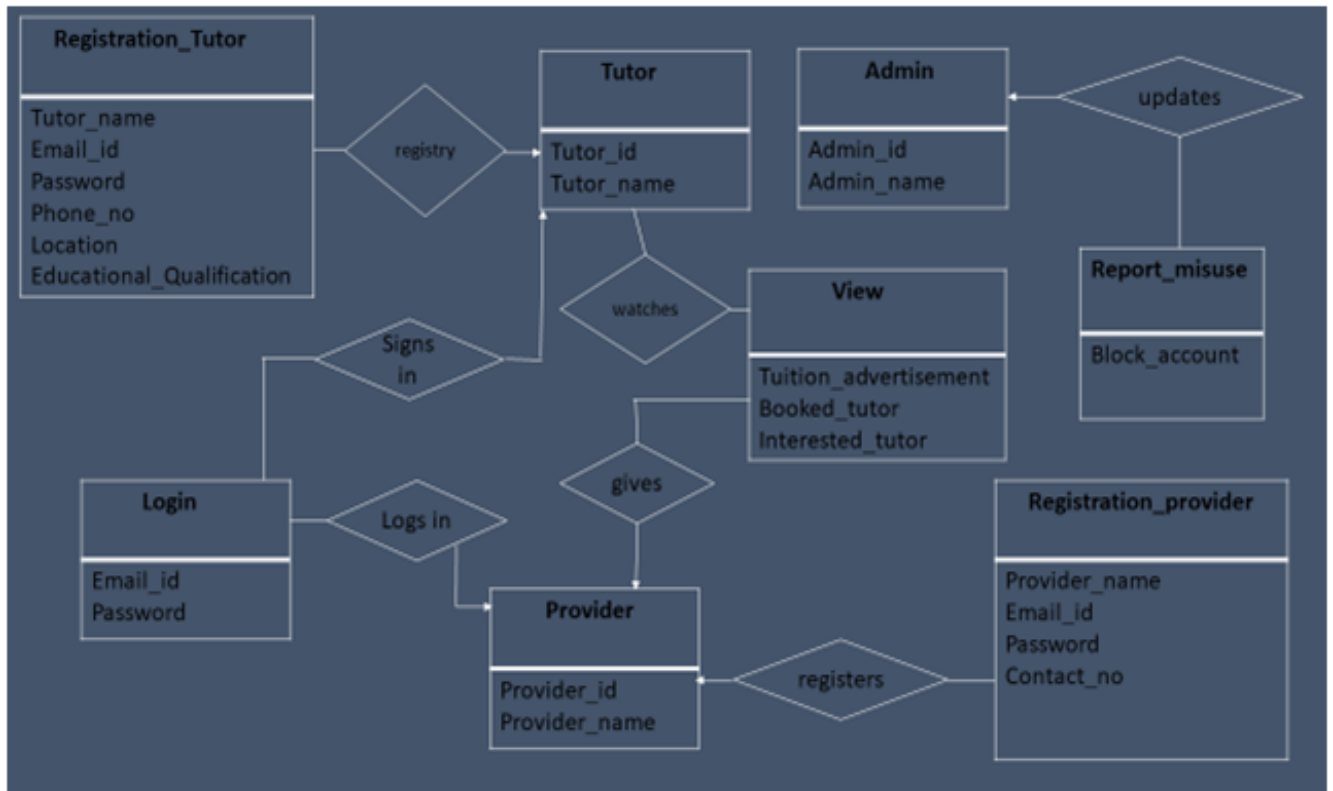 Registration_Tutor
Tutor_name
Email_id
Password
Phone_no
Location
Educational_Qualification
registry
Tutor
Tutor_id
Tutor_name
Admin
Admin_id
Admin_name
updates
Report_misuse
Block_account
watches
View
Tuition_advertisement
Booked_tutor
Interested_tutor
Signs
in
gives
Login
Email_id
Password
Logs in
Provider
Provider_id
Provider_name
registers
Registration_provider
Provider_name
Email_id
Password
Contact_no